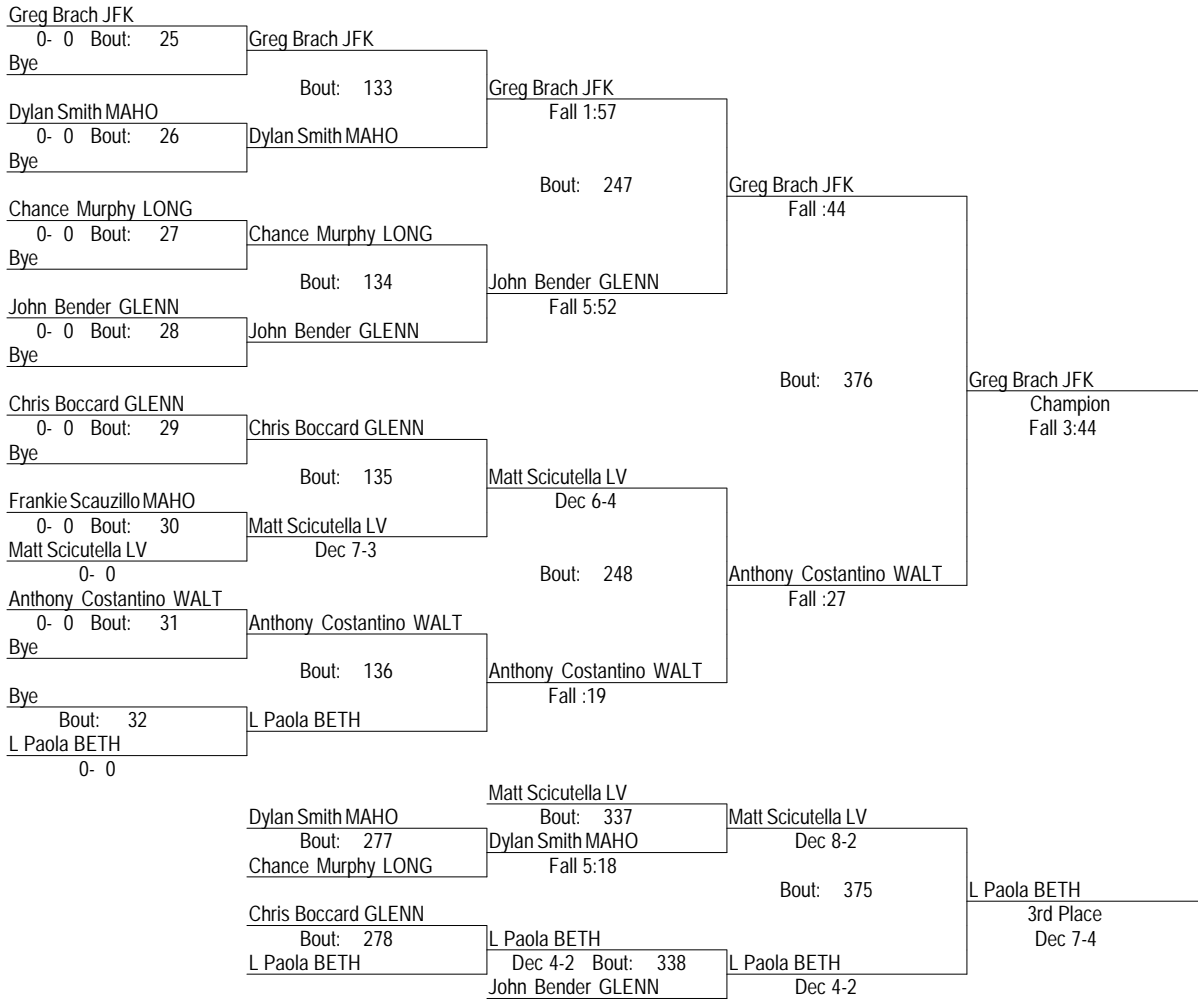 Greg Brach JFK
0- 0 Bout: 25
Bye
Greg Brach JFK
Bout: 133
Dylan Smith MAHO
0- 0 Bout: 26
Bye
Dylan Smith MAHO
Greg Brach JFK
Fall 1:57
Bout: 247
Chance Murphy LONG
0- 0 Bout: 27
Bye
Chance Murphy LONG
Bout: 134
John Bender GLENN
0- 0 Bout: 28
Bye
John Bender GLENN
John Bender GLENN
Fall 5:52
Greg Brach JFK
Fall :44
Bout: 376
Chris Boccard GLENN
0- 0 Bout: 29
Bye
Chris Boccard GLENN
Bout: 135
Frankie Scauzillo MAHO
0- 0 Bout: 30
Matt Scicutella LV
0- 0
Matt Scicutella LV
Dec 7-3
Matt Scicutella LV
Dec 6-4
Bout: 248
Anthony Costantino WALT
0- 0 Bout: 31
Bye
Anthony Costantino WALT
Bout: 136
Bye
Bout: 32
L Paola BETH
0- 0
L Paola BETH
Anthony Costantino WALT
Fall :19
Anthony Costantino WALT
Fall :27
Greg Brach JFK
Champion
Fall 3:44
Matt Scicutella LV
Bout: 337
Dylan Smith MAHO
Bout: 277
Chance Murphy LONG
Dylan Smith MAHO
Fall 5:18
Matt Scicutella LV
Dec 8-2
Bout: 375
Chris Boccard GLENN
Bout: 278
L Paola BETH
L Paola BETH
Dec 4-2 Bout: 338
John Bender GLENN
L Paola BETH
Dec 4-2
L Paola BETH
3rd Place
Dec 7-4